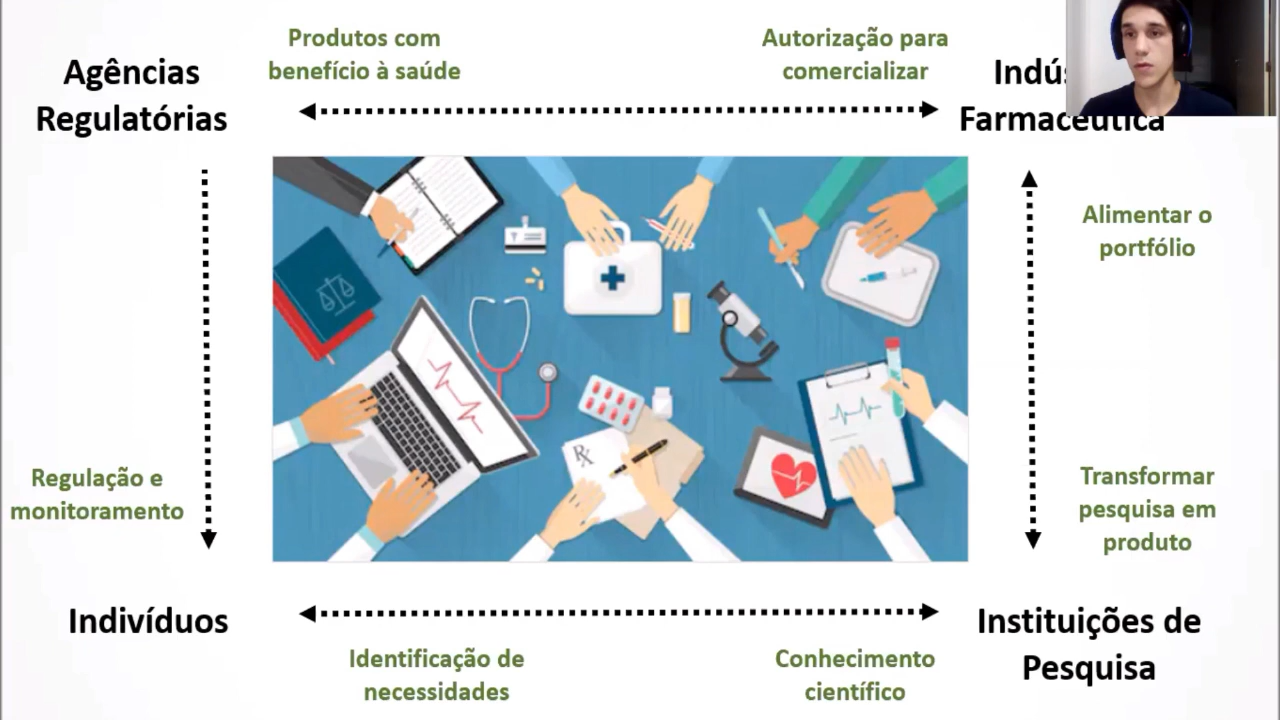 Produtos com
benefício à saúde
Autorização para
comercializar
Agências
Regulatórias
Indús
Farmacêutica
Alimentar o
portfólio
Regulação e
monitoramento
Transformar
pesquisa em
produto
Rx
Indivíduos
Instituições de
Pesquisa
Identificação de
necessidades
Conhecimento
científico